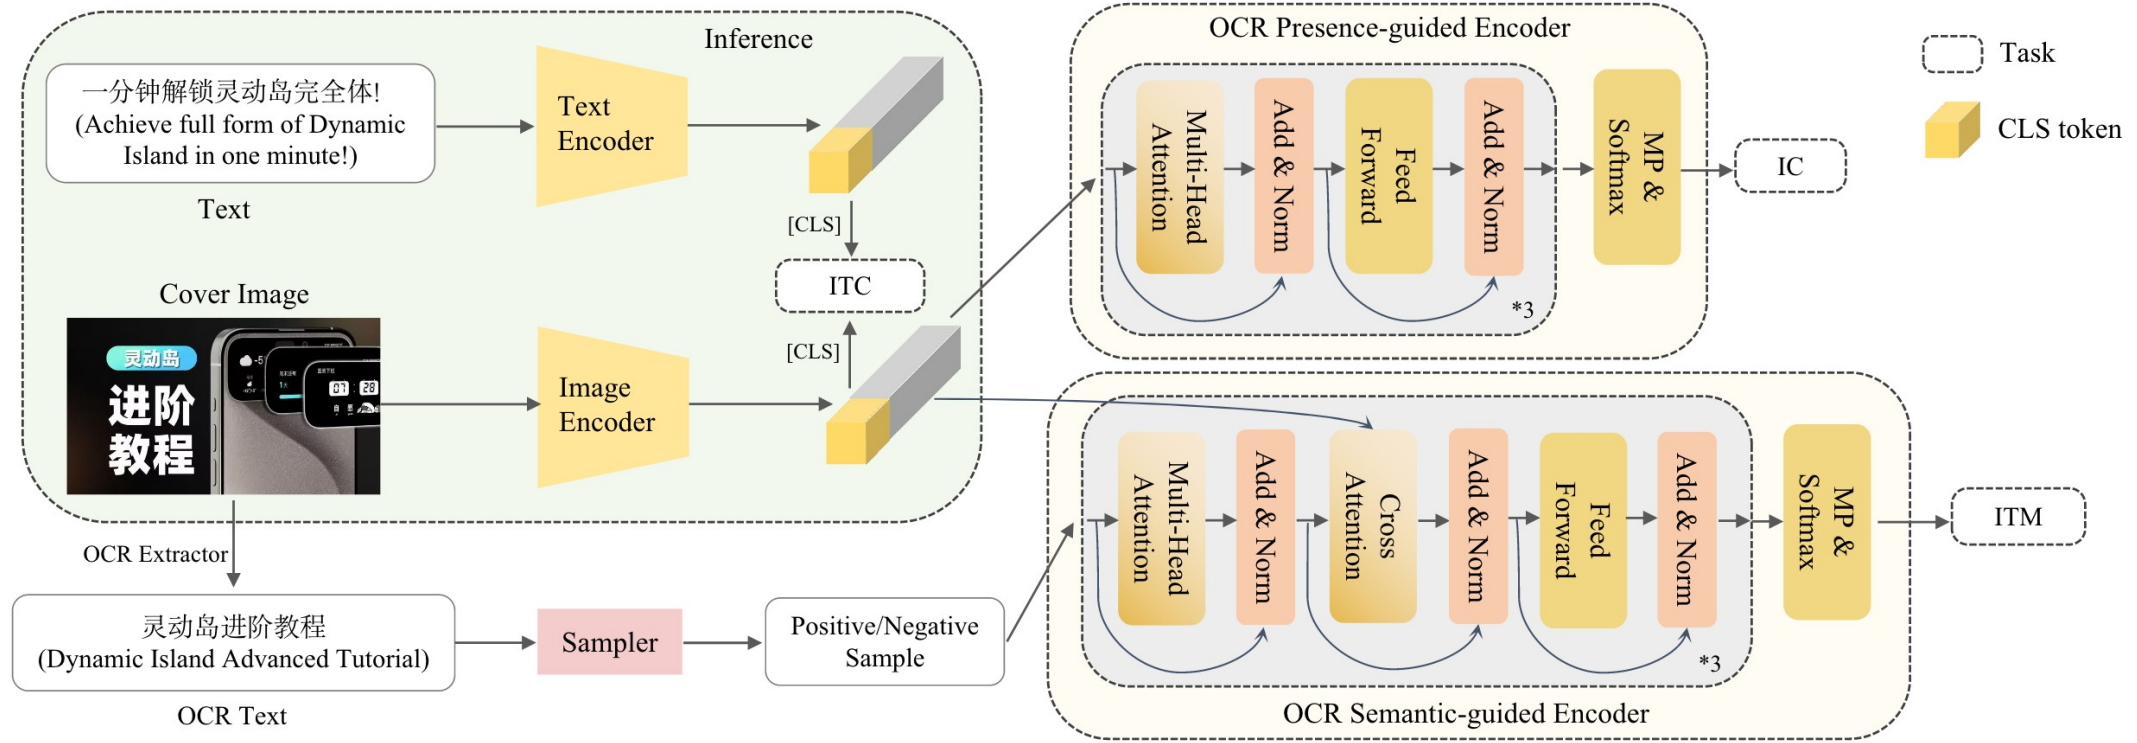 Inference
一分钟解锁灵动岛完全体!
(Achieve full form of Dynamic
Island in one minute!)
Text
Text
Encoder
[CLS]
ITC
[CLS]
Cover Image
灵动岛
进阶
教程
-5
1天
07 : 28
Image
Encoder
OCR Extractor
灵动岛进阶教程
(Dynamic Island Advanced Tutorial)
OCR Text
Sampler
Positive/Negative
Sample
OCR Presence-guided Encoder
Multi-Head
Attention
Add & Norm
Feed
Forward
Add & Norm
*3
MP &
Softmax
IC
Task
CLS token
Multi-Head
Attention
Add & Norm
Cross
Attention
Add & Norm
Feed
Forward
Add & Norm
*3
MP &
Softmax
ITM
OCR Semantic-guided Encoder